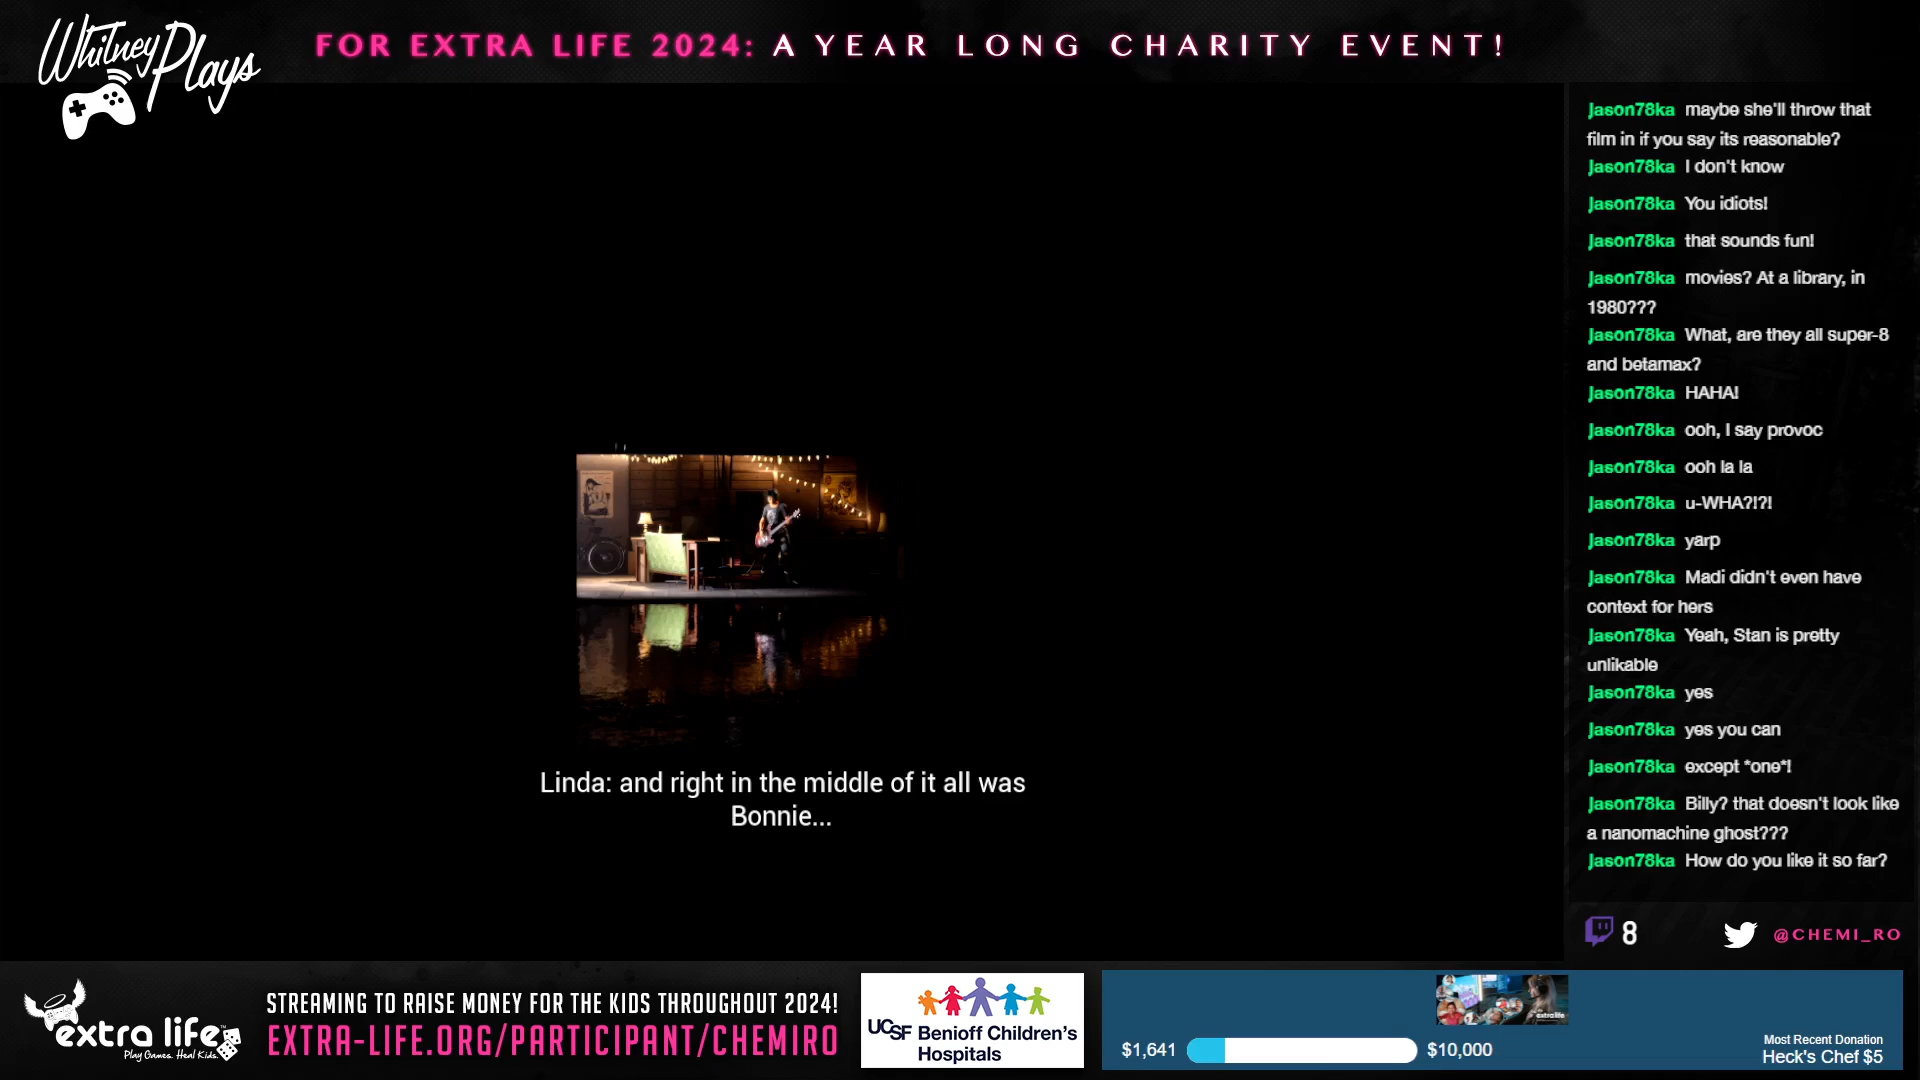 Whitney Plays
FOR EXTRA LIFE 2024: A YEAR LONG CHARITY EVENT!
Jason78ka maybe she'll throw that
film in if you say its reasonable?
Jason78ka I don't know
Jason78ka You idiots!
Jason78ka that sounds fun!
Jason78ka movies? At a library, in
1980???
Jason78ka What, are they all super-8
and betamax?
Jason78ka HAHA!
Jason78ka ooh, I say provoc
Jason78ka ooh la la
Jason78ka u-WHA?!?!
Jason78ka yarp
Jason78ka Madi didn't even have
context for hers
Jason78ka Yeah, Stan is pretty
unlikable
Jason78ka yes
Jason78ka yes you can
Jason78ka except *one*!
Jason78ka Billy? that doesn't look like
a nanomachine ghost???
Jason78ka How do you like it so far?
Linda: and right in the middle of it all was
Bonnie...
8
@CHEMI_RO
extra life
Play Games. Heal Kids.
STREAMING TO RAISE MONEY FOR THE KIDS THROUGHOUT 2024!
EXTRA-LIFE.ORG/PARTICIPANT/CHEMIRO
UCSF Benioff Children's
Hospitals
extra life
$1,641
$10,000
Most Recent Donation
Heck's Chef $5